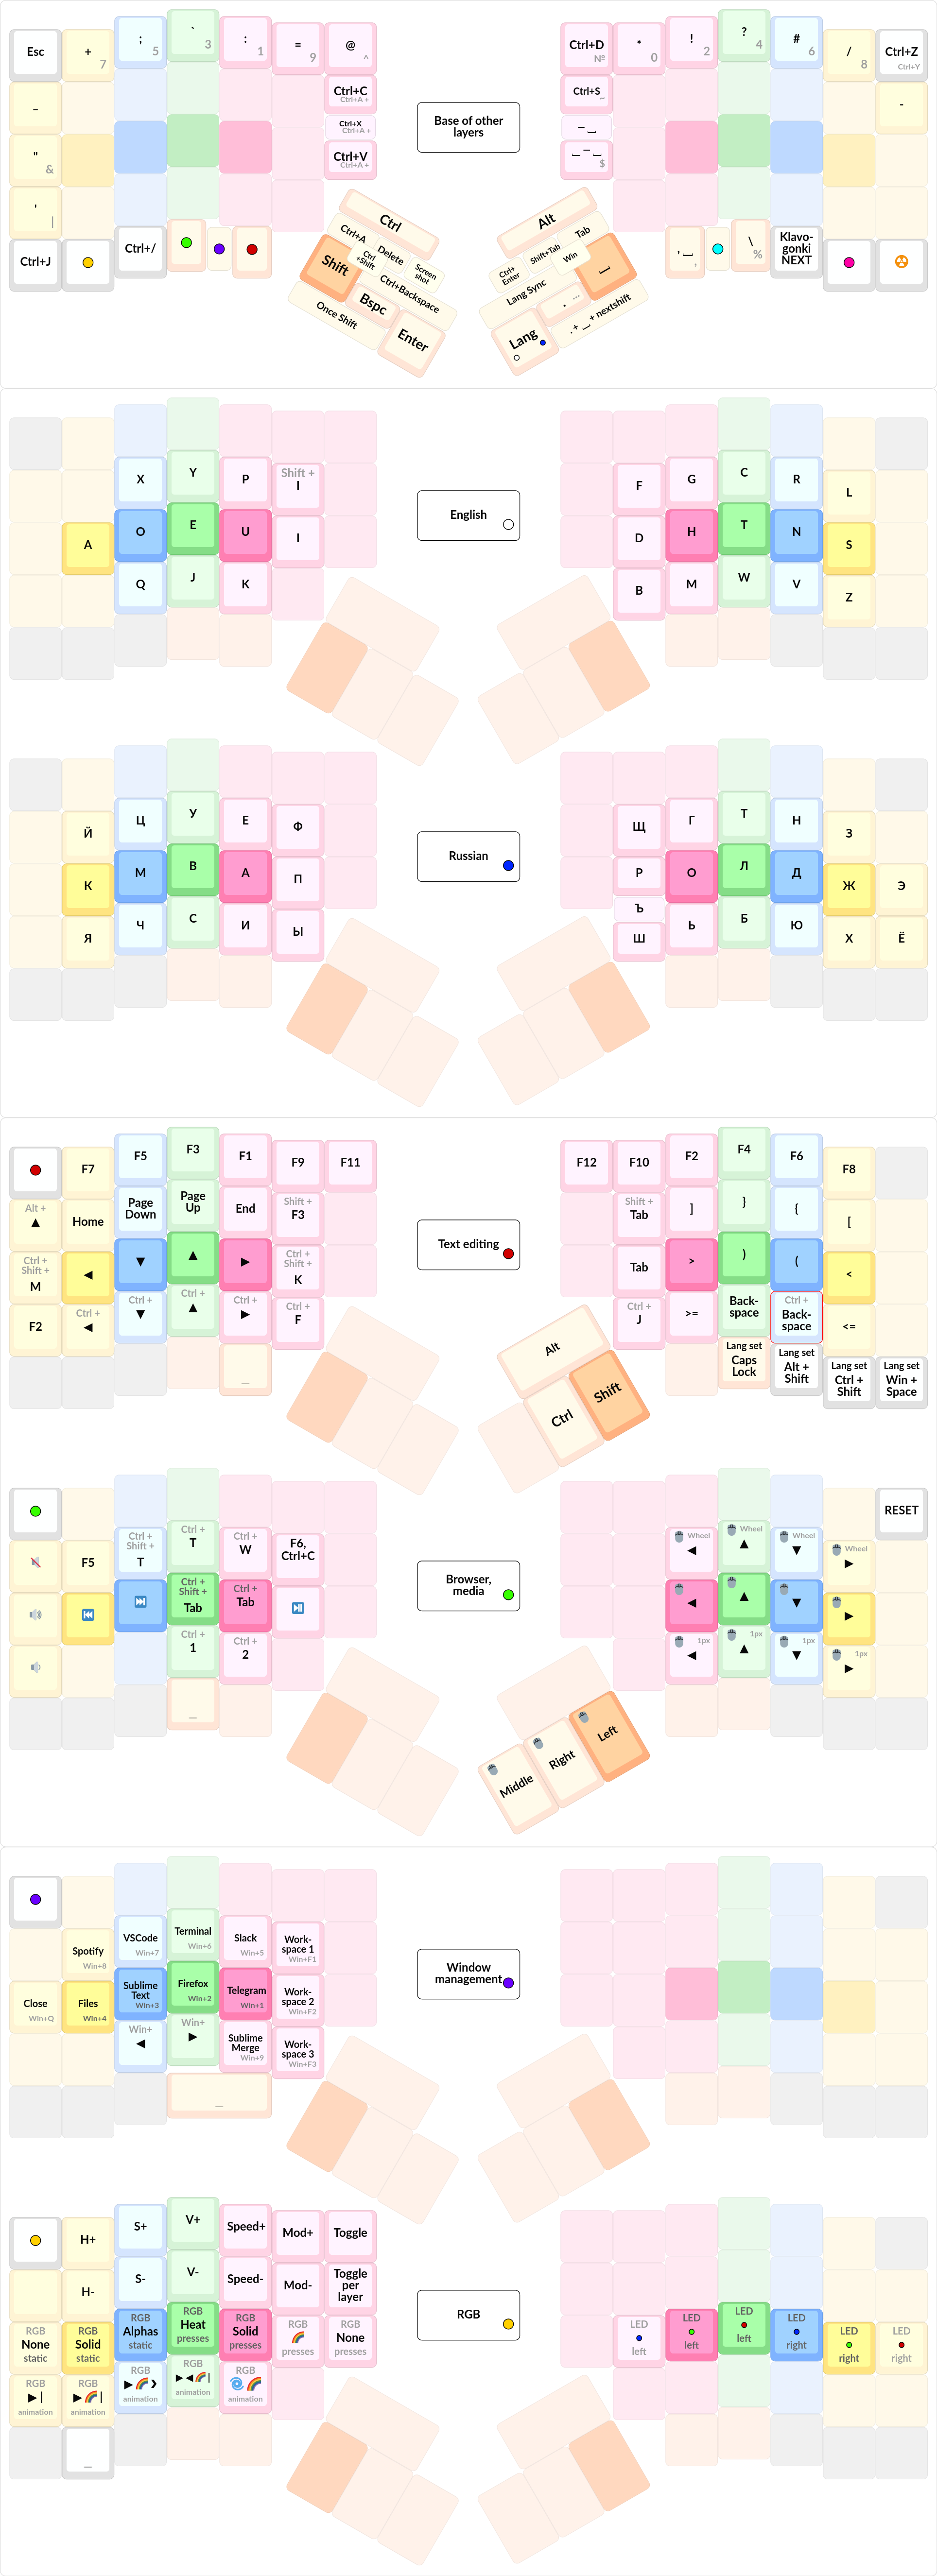 Esc
+
7
;
5
`
3
:
1
=
9
@
^
Ctrl+D
Nº
*
0
!
2
?
4
#
6
/
8
Ctrl+Z
Ctrl+Y
_
Ctrl+C
Ctrl+A +
Ctrl+S
_
-
Base of other
layers
Ctrl+X
Ctrl+A +
"
&
Ctrl+V
Ctrl+A +
$
'
|
Ctrl+J
Ctrl+/
,
,
\
%
Klavo-
gonki
NEXT
Ctrl
Ctrl+A
Delete
Ctrl
+Shift
Screen
shot
Shift
Ctrl+Backspace
Bspc
Once Shift
Enter
Alt
Tab
Shift+Tab
Win
Ctrl+
Enter
Lang Sync
. ...
. + ⎵ + nextshift
Lang
English
X
Y
P
Shift +
I
F
G
C
R
L
A
O
E
U
I
D
H
T
N
S
Q
J
K
B
M
W
V
Z
Russian
Й
Ц
У
Е
Ф
Щ
Г
Т
Н
З
К
М
В
А
П
Р
О
Л
Д
Ж
Э
Ъ
Я
Ч
С
И
Ы
Ш
Ь
Б
Ю
Х
Ё
F7
F5
F3
F1
F9
F11
F12
F10
F2
F4
F6
F8
Alt +
▲
Home
Page
Down
Page
Up
End
Shift +
F3
Shift +
Tab
]
}
{
[
Text editing
Ctrl +
Shift +
M
◀
▼
▲
▶
Ctrl +
Shift +
K
Tab
>
)
(
<
F2
Ctrl +
◀
Ctrl +
▼
Ctrl +
▲
Ctrl +
▶
Ctrl +
F
Ctrl +
J
>=
Back-
space
Ctrl +
Back-
space
<=
_
Lang set
Caps
Lock
Lang set
Alt +
Shift
Lang set
Ctrl +
Shift
Lang set
Win +
Space
Alt
Shift
Ctrl
RESET
F5
Ctrl +
Shift +
T
Ctrl +
T
Ctrl +
W
F6,
Ctrl+C
Wheel
◀
Wheel
▲
Wheel
▼
Wheel
▶
Browser,
media
Ctrl +
Shift +
Tab
Ctrl +
Tab
◀
▲
▼
▶
Ctrl +
1
Ctrl +
2
1px
◀
1px
▲
1px
▼
1px
▶
_
Left
Right
Middle
Window
management
Spotify
Win+8
VSCode
Win+7
Terminal
Win+6
Slack
Win+5
Work-
space 1
Win+F1
Close
Win+Q
Files
Win+4
Sublime
Text
Win+3
Firefox
Win+2
Telegram
Win+1
Work-
space 2
Win+F2
Win+
◀
Win+
▶
Sublime
Merge
Win+9
Work-
space 3
Win+F3
_
H+
S+
V+
Speed+
Mod+
Toggle
H-
S-
V-
Speed-
Mod-
Toggle
per
layer
RGB
RGB
None
static
RGB
Solid
static
RGB
Alphas
static
RGB
Heat
presses
RGB
Solid
presses
RGB
presses
RGB
None
presses
LED
left
LED
left
LED
left
LED
right
LED
right
LED
right
RGB
▶ |
animation
RGB
▶🌈|
animation
RGB
▶🌈❯
animation
RGB
▶◀🌈|
animation
RGB
🌀🌈
animation
_